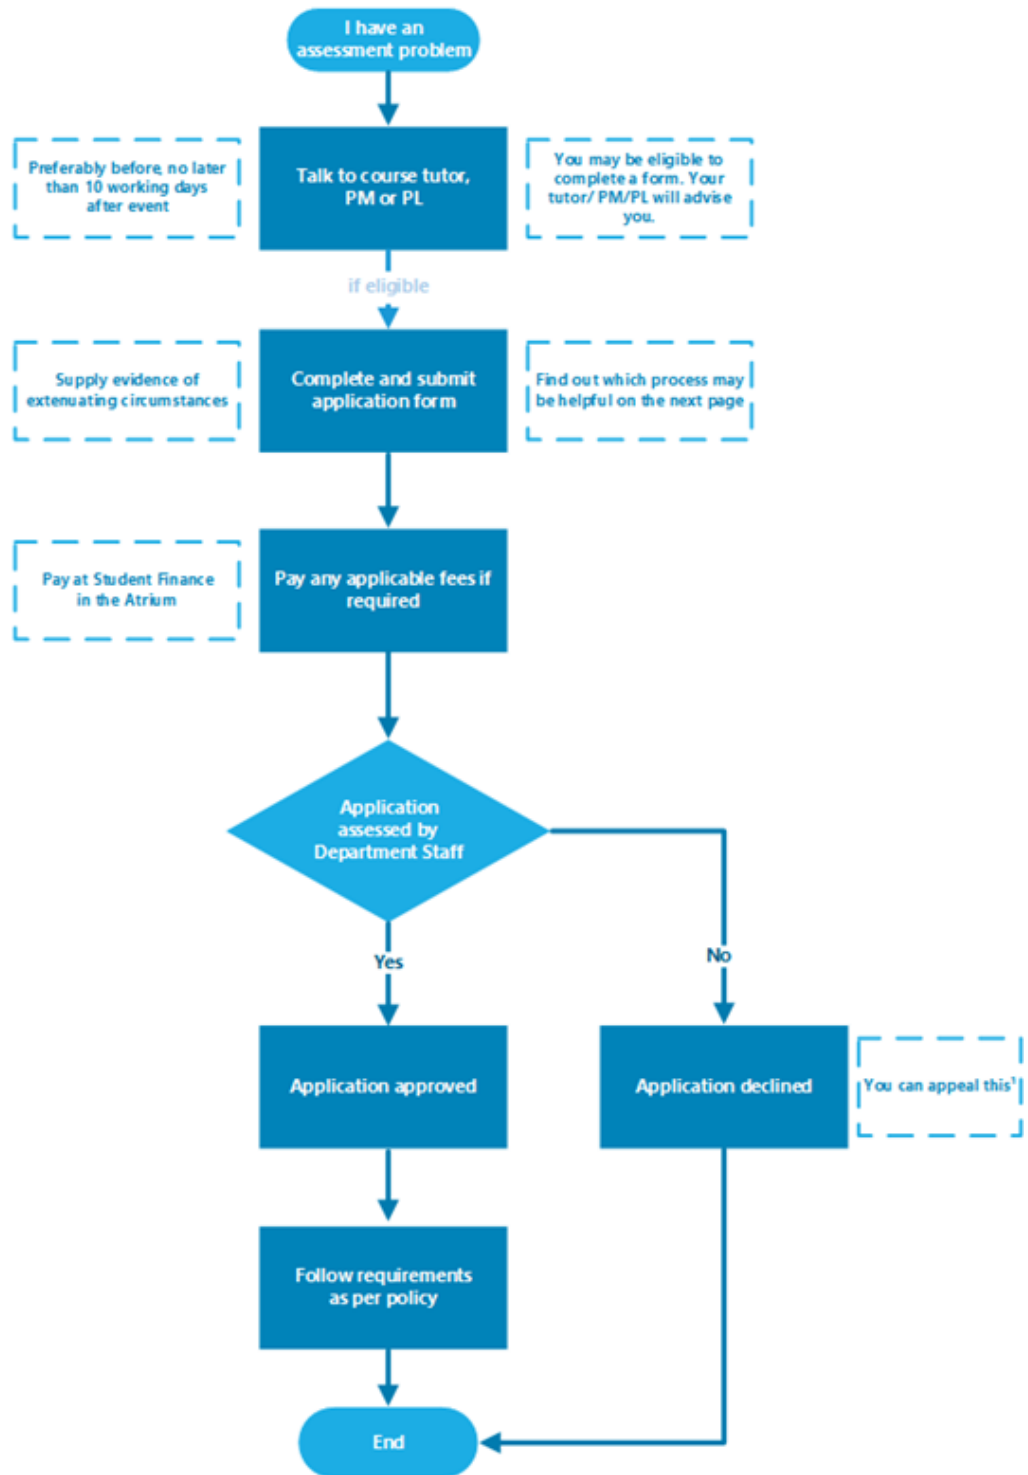 I have an
assessment problem
Preferably before, no later
than 10 working days
after event
Talk to course tutor,
PM or PL
You may be eligible to
complete a form. Your
tutor/ PM/PL will advise
you.
if eligible
Supply evidence of
extenuating circumstances
Complete and submit
application form
Find out which process may
be helpful on the next page
Pay at Student Finance
in the Atrium
Pay any applicable fees if
required
Application
assessed by
Department Staff
Yes
No
Application approved
Application declined
You can appeal this¹
Follow requirements
as per policy
End